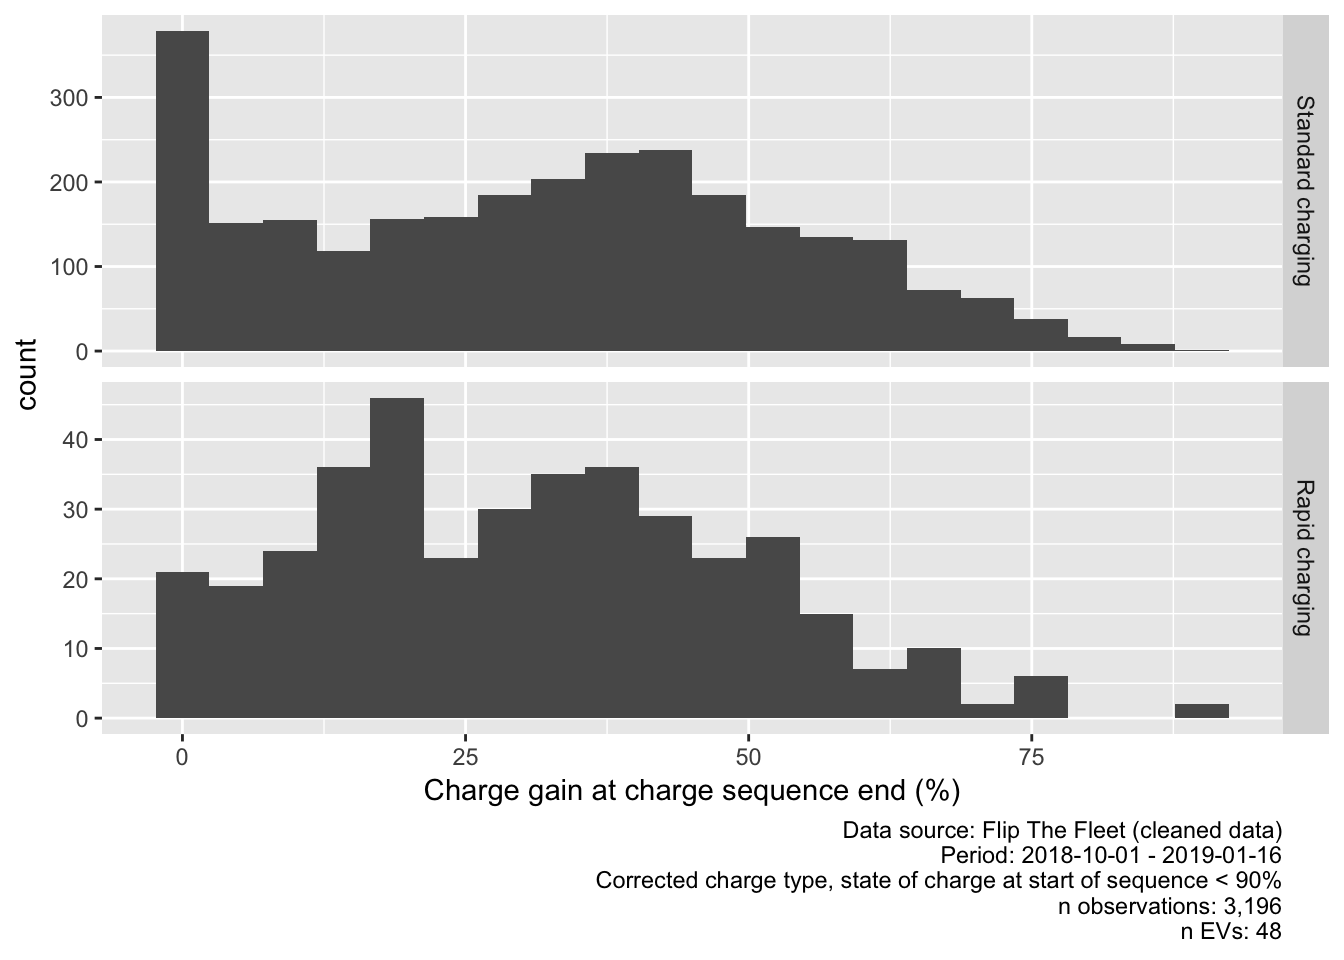 300
200
100
0
Standard charging
count
40
30
20
10
0
Rapid charging
0 25 50 75
Charge gain at charge sequence end (%)
Data source: Flip The Fleet (cleaned data)
Period: 2018-10-01 - 2019-01-16
Corrected charge type, state of charge at start of sequence < 90%
n observations: 3,196
n EVs: 48